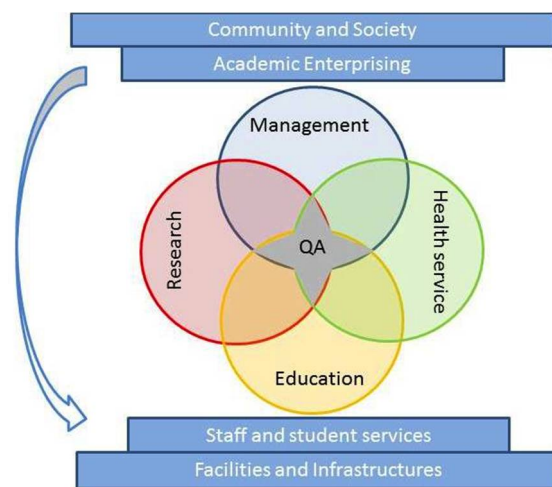 Community and Society
Academic Enterprising
Management
Research
QA
Health service
Education
Staff and student services
Facilities and Infrastructures